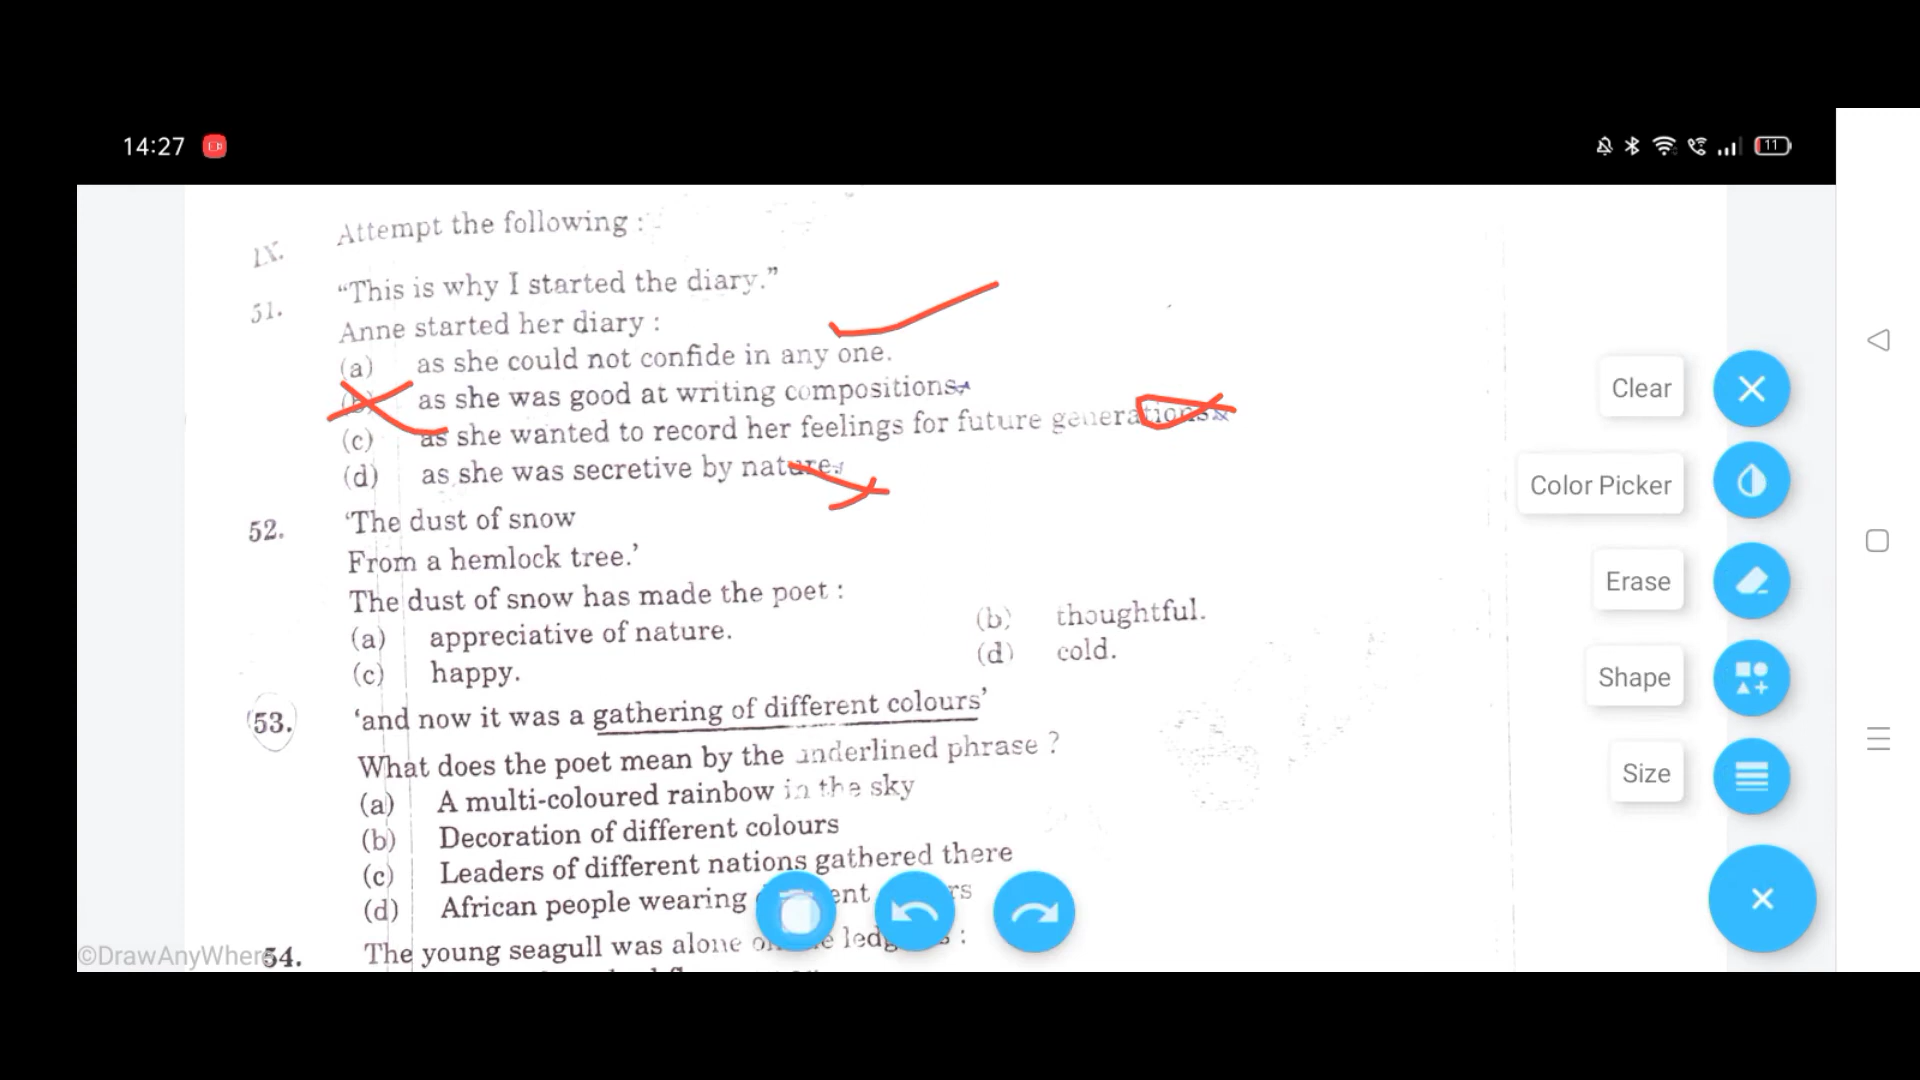 14:27
11
IX. Attempt the following :
51. “This is why I started the diary.”
Anne started her diary :
(a) as she could not confide in any one.
(b) as she was good at writing compositions.
(c) as she wanted to record her feelings for future generations.
(d) as she was secretive by nature.
52. ‘The dust of snow
From a hemlock tree.’
The dust of snow has made the poet :
(a) appreciative of nature. (b) thoughtful.
(c) happy. (d) cold.
53. ‘and now it was a gathering of different colours’
What does the poet mean by the underlined phrase ?
(a) A multi-coloured rainbow in the sky
(b) Decoration of different colours
(c) Leaders of different nations gathered there
(d) African people wearing
54. The young seagull was alone :
Clear
Color Picker
Erase
Shape
Size
©DrawAnyWhere